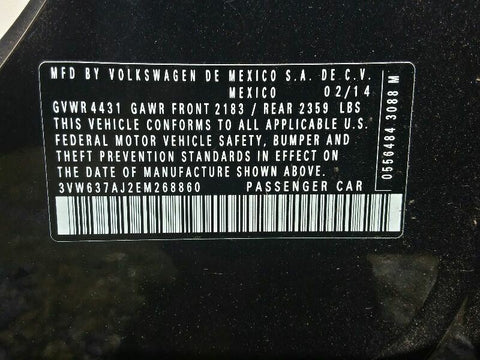 MFD BY VOLKSWAGEN DE MEXICO S.A. DE C.V.
MEXICO 02/14
GVWR 4431 GAWR FRONT 2183 / REAR 2359 LBS
THIS VEHICLE CONFORMS TO ALL APPLICABLE U.S.
FEDERAL MOTOR VEHICLE SAFETY, BUMPER AND
THEFT PREVENTION STANDARDS IN EFFECT ON
THE DATE OF MANUFACTURE SHOWN ABOVE.
3VW637AJ2EM268860 PASSENGER CAR
0556484 3088 M